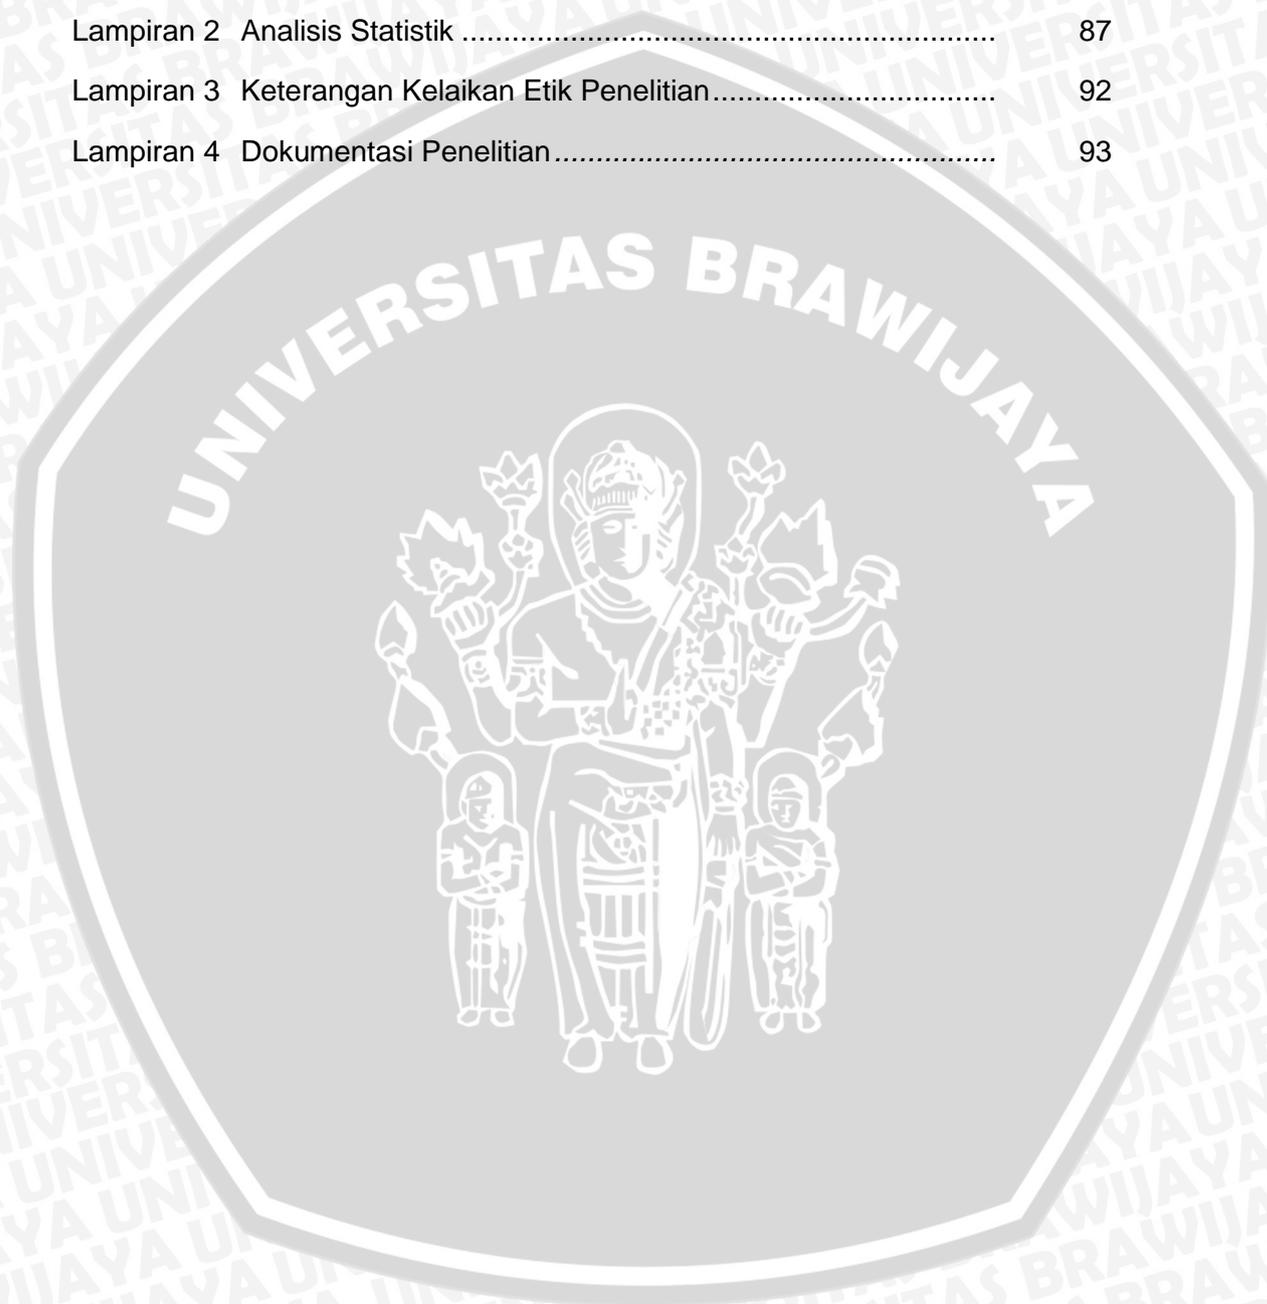 Lampiran 2 Analisis Statistik ................................................................ 87
Lampiran 3 Keterangan Kelaikan Etik Penelitian.................................. 92
Lampiran 4 Dokumentasi Penelitian..................................................... 93
UNIVERSITAS BRAWIJAYA